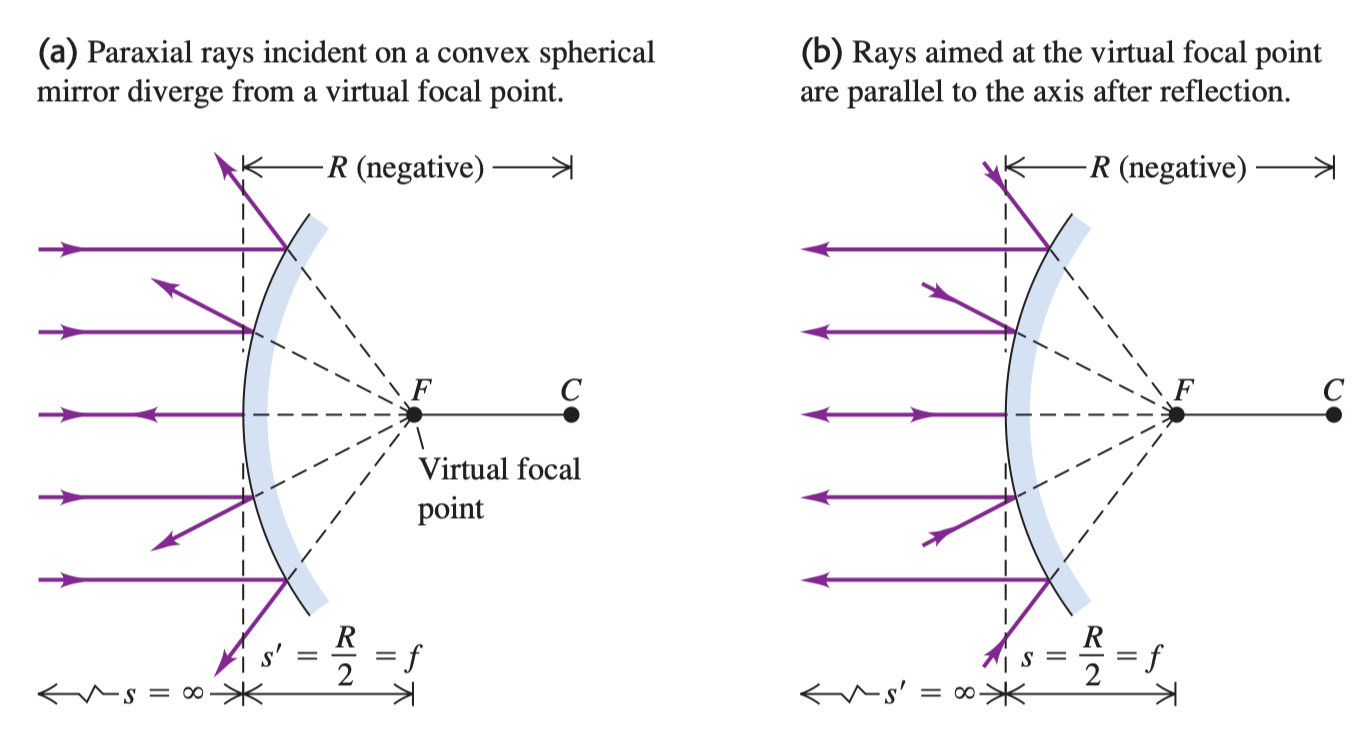 (a) Paraxial rays incident on a convex spherical
mirror diverge from a virtual focal point.
R (negative)
F
C
Virtual focal
point
s′ = R/2 = f
s = ∞
(b) Rays aimed at the virtual focal point
are parallel to the axis after reflection.
R (negative)
F
C
s = R/2 = f
s′ = ∞